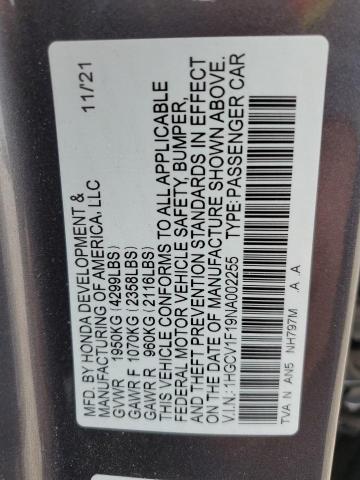 MFD. BY HONDA DEVELOPMENT & 11/'21
MANUFACTURING OF AMERICA, LLC
GVWR 1950KG (4299LBS)
GAWR F 1070KG (2358LBS)
GAWR R 960KG (2116LBS)
THIS VEHICLE CONFORMS TO ALL APPLICABLE
FEDERAL MOTOR VEHICLE SAFETY, BUMPER,
AND THEFT PREVENTION STANDARDS IN EFFECT
ON THE DATE OF MANUFACTURE SHOWN ABOVE.
V.I.N.: 1HGCV1F19NA002255 TYPE: PASSENGER CAR
TVA N AN5 NH797M .A .A